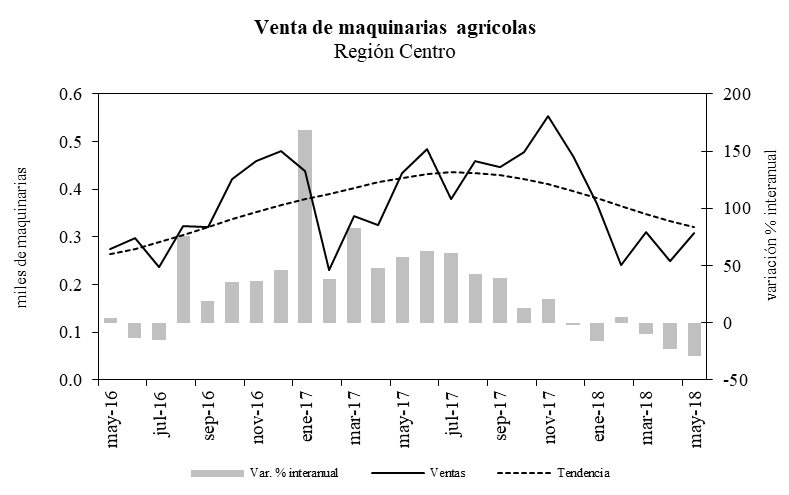 Venta de maquinarias agrícolas
Región Centro
miles de maquinarias
0.6
0.5
0.4
0.3
0.2
0.1
0.0
200
150
100
50
0
-50
variación % interanual
may-16
jul-16
sep-16
nov-16
ene-17
mar-17
may-17
jul-17
sep-17
nov-17
ene-18
mar-18
may-18
Var. % interanual Ventas Tendencia